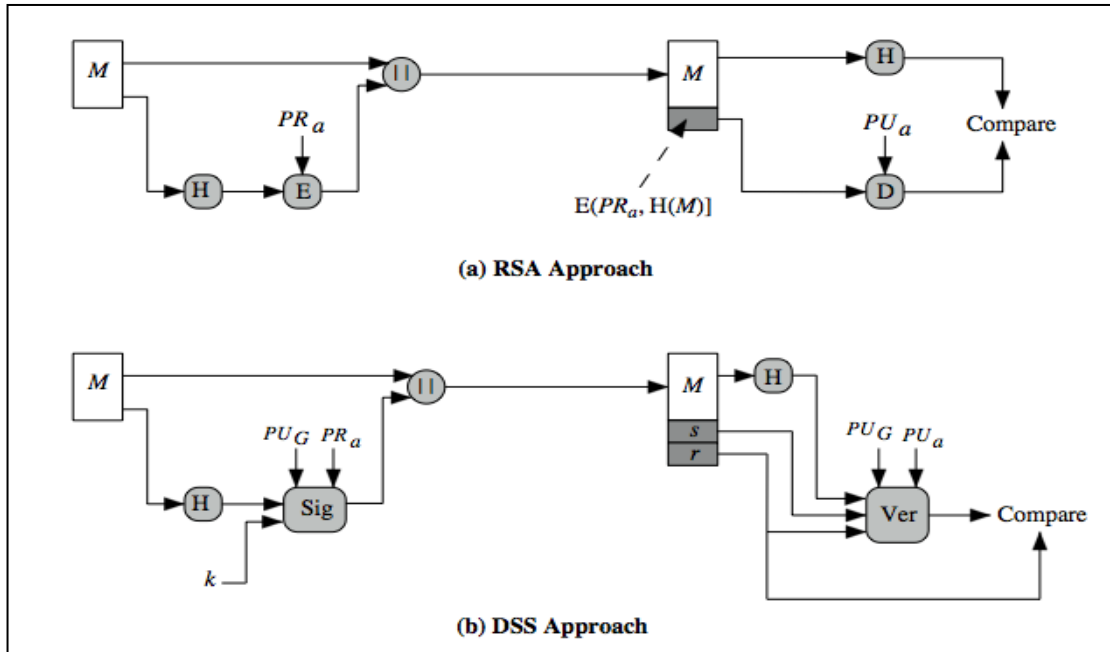 M
||
H
PR a
E
M
H
PU a
D
Compare
E(PRa, H(M)]
(a) RSA Approach
M
||
H
PU G
PR a
Sig
k
M
s
r
H
PU G
PU a
Ver
Compare
(b) DSS Approach